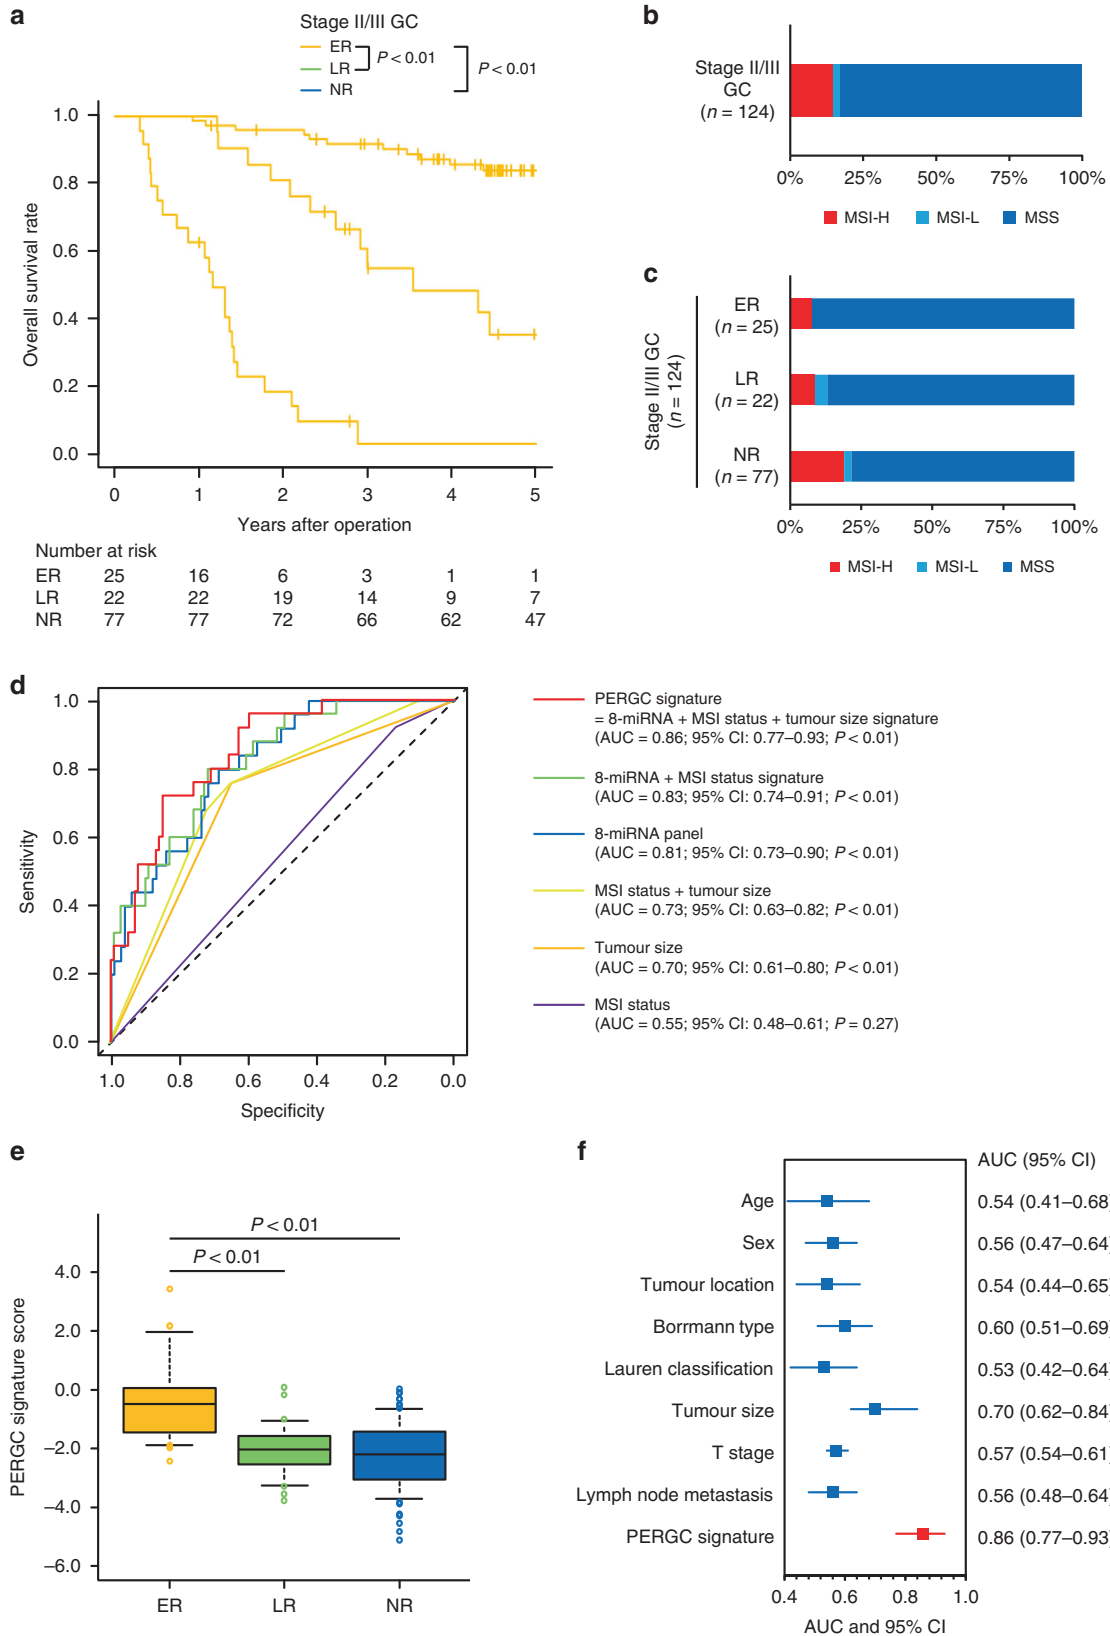 a
Stage II/III GC
ER
LR
NR
P < 0.01
P < 0.01
Overall survival rate
1.0
0.8
0.6
0.4
0.2
0.0
0 1 2 3 4 5
Years after operation
Number at risk
ER 25 16 6 3 1 1
LR 22 22 19 14 9 7
NR 77 77 72 66 62 47
b
Stage II/III
GC
(n = 124)
0% 25% 50% 75% 100%
MSI-H MSI-L MSS
c
Stage II/III GC
(n = 124)
ER
(n = 25)
LR
(n = 22)
NR
(n = 77)
0% 25% 50% 75% 100%
MSI-H MSI-L MSS
d
Sensitivity
1.0
0.8
0.6
0.4
0.2
0.0
1.0 0.8 0.6 0.4 0.2 0.0
Specificity
PERGC signature
= 8-miRNA + MSI status + tumour size signature
(AUC = 0.86; 95% CI: 0.77–0.93; P < 0.01)
8-miRNA + MSI status signature
(AUC = 0.83; 95% CI: 0.74–0.91; P < 0.01)
8-miRNA panel
(AUC = 0.81; 95% CI: 0.73–0.90; P < 0.01)
MSI status + tumour size
(AUC = 0.73; 95% CI: 0.63–0.82; P < 0.01)
Tumour size
(AUC = 0.70; 95% CI: 0.61–0.80; P < 0.01)
MSI status
(AUC = 0.55; 95% CI: 0.48–0.61; P = 0.27)
e
PERGC signature score
P < 0.01
P < 0.01
4.0
2.0
0.0
–2.0
–4.0
–6.0
ER LR NR
f
AUC (95% CI)
Age 0.54 (0.41–0.68)
Sex 0.56 (0.47–0.64)
Tumour location 0.54 (0.44–0.65)
Borrmann type 0.60 (0.51–0.69)
Lauren classification 0.53 (0.42–0.64)
Tumour size 0.70 (0.62–0.84)
T stage 0.57 (0.54–0.61)
Lymph node metastasis 0.56 (0.48–0.64)
PERGC signature 0.86 (0.77–0.93)
0.4 0.6 0.8 1.0
AUC and 95% CI